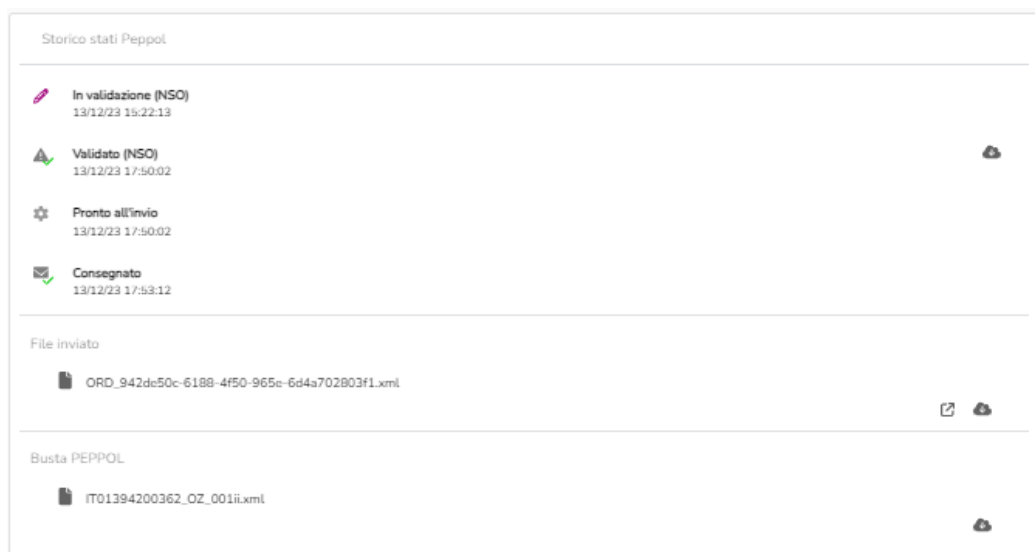 Storico stati Peppol
In validazione (NSO)
13/12/23 15:22:13
Validato (NSO)
13/12/23 17:50:02
Pronto all'invio
13/12/23 17:50:02
Consegnato
13/12/23 17:53:12
File inviato
ORD_942de50c-6188-4f50-965e-6d4a702803f1.xml
Busta PEPPOL
IT01394200362_OZ_001ii.xml